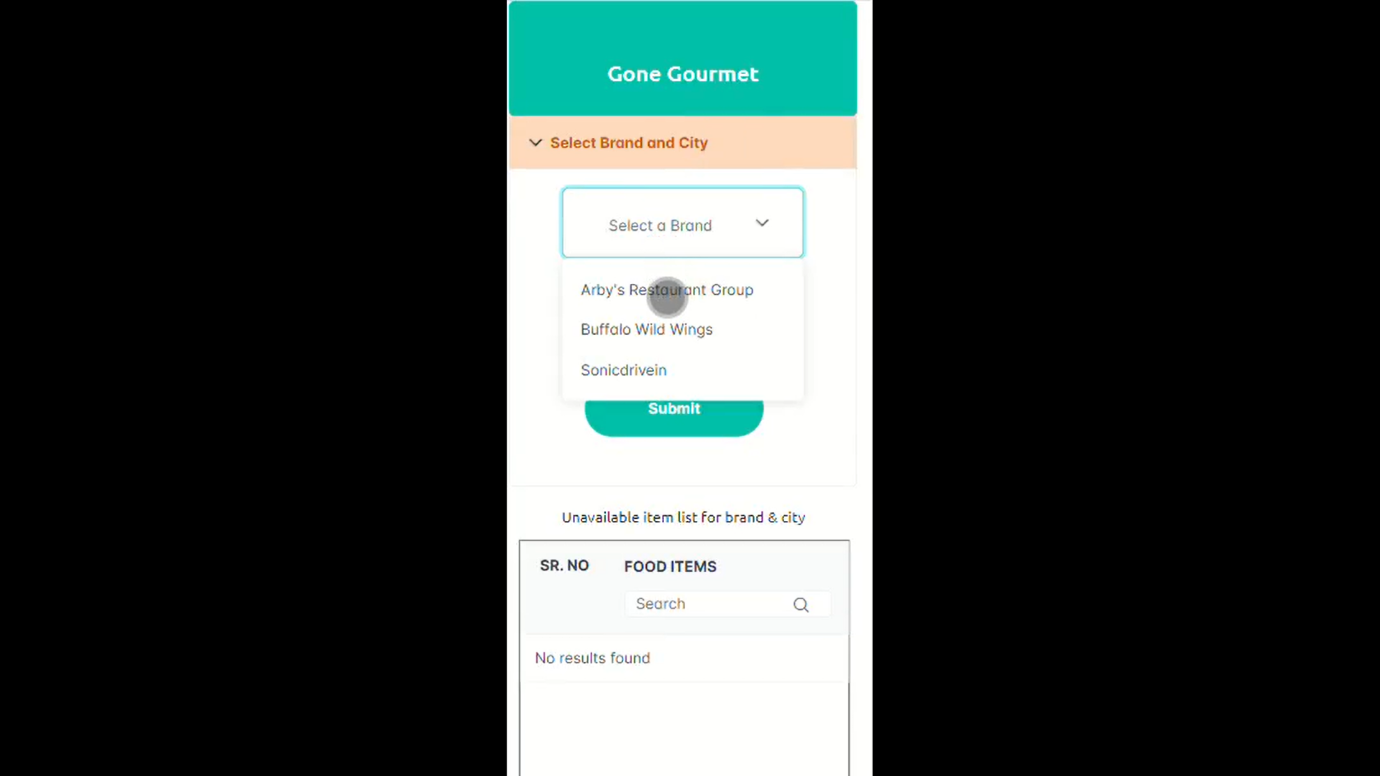 Gone Gourmet
Select Brand and City
Select a Brand
Arby's Restaurant Group
Buffalo Wild Wings
Sonicdrivein
Submit
Unavailable item list for brand & city
SR. NO FOOD ITEMS
Search
No results found